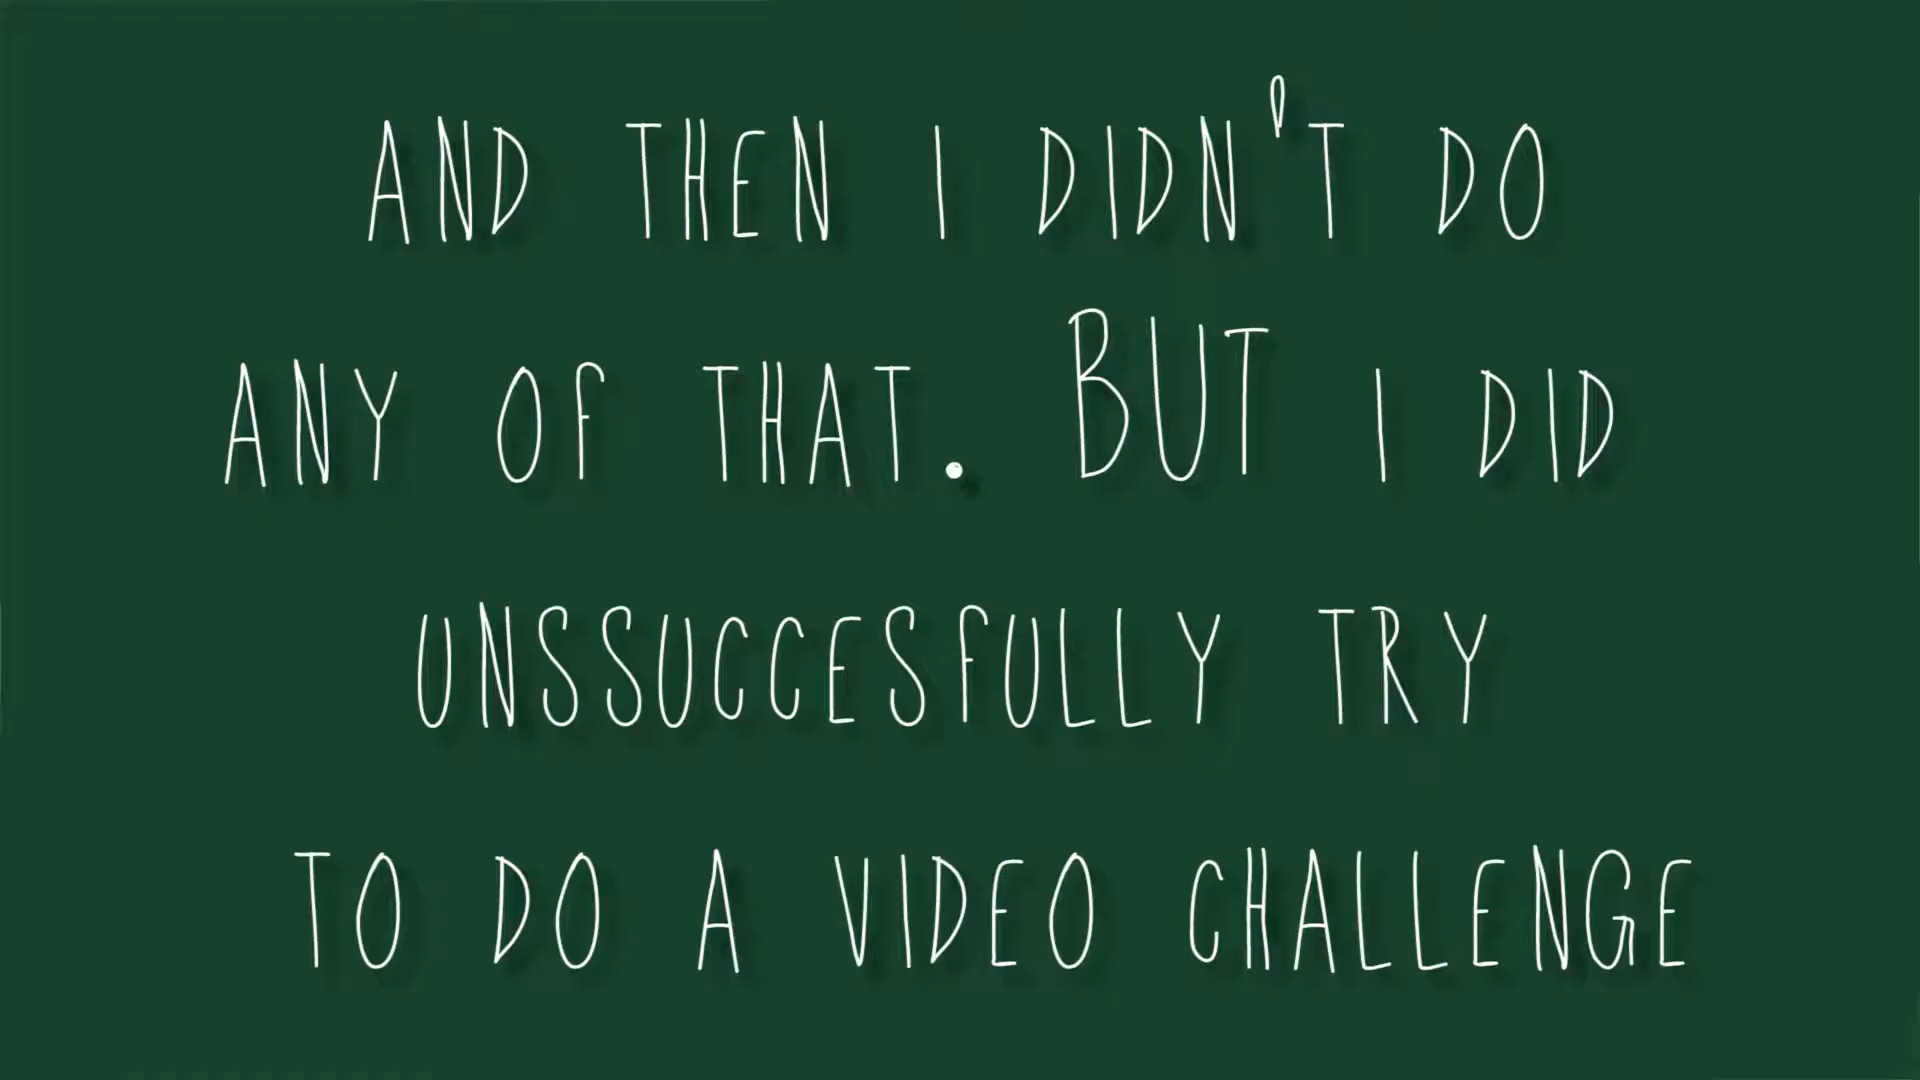 AND THEN I DIDN'T DO
ANY OF THAT. BUT I DID
UNSSUCCESFULLY TRY
TO DO A VIDEO CHALLENGE